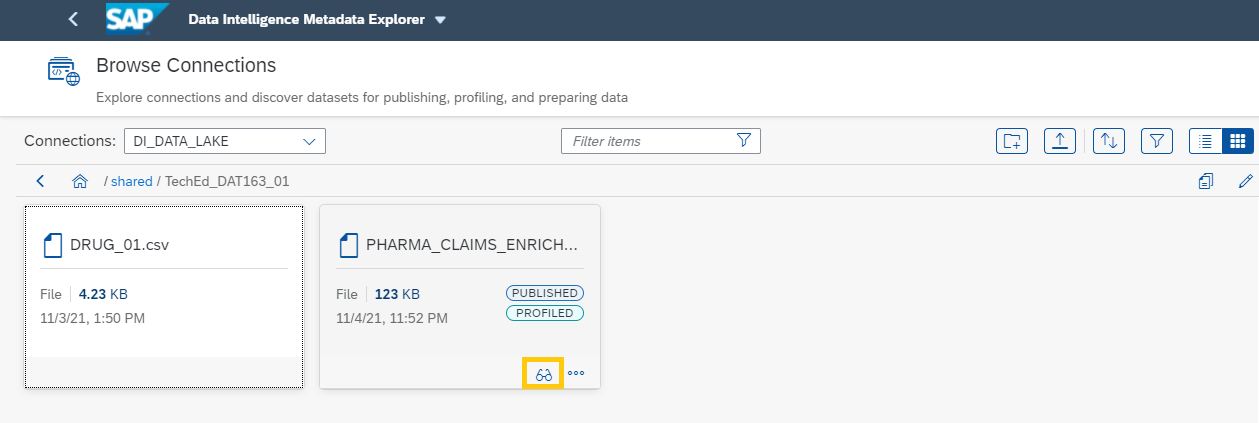 SAP Data Intelligence Metadata Explorer
Browse Connections
Explore connections and discover datasets for publishing, profiling, and preparing data
Connections: DI_DATA_LAKE Filter items
/ shared / TechEd_DAT163_01
DRUG_01.csv
File 4.23 KB
11/3/21, 1:50 PM
PHARMA_CLAIMS_ENRICH...
File 123 KB PUBLISHED
11/4/21, 11:52 PM PROFILED